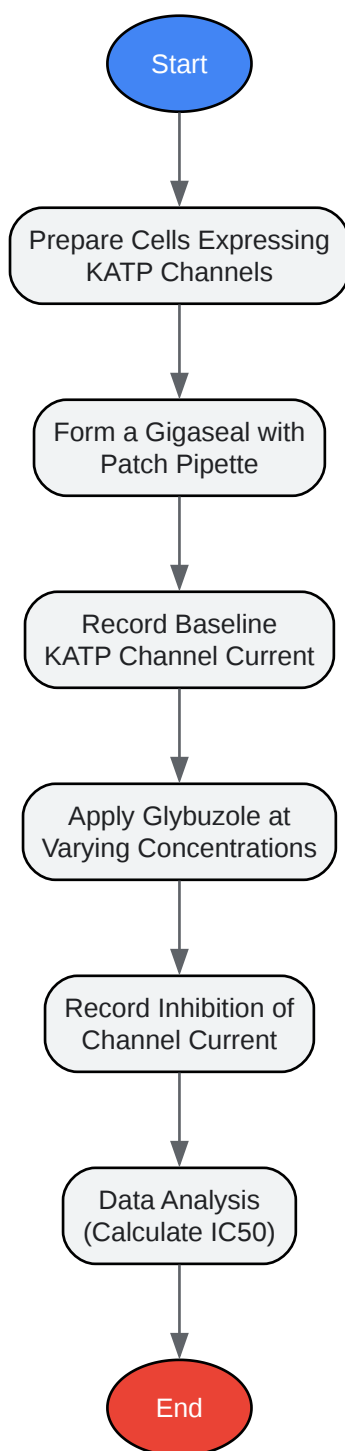 Start
Prepare Cells Expressing
KATP Channels
Form a Gigaseal with
Patch Pipette
Record Baseline
KATP Channel Current
Apply Glybuzole at
Varying Concentrations
Record Inhibition of
Channel Current
Data Analysis
(Calculate IC50)
End